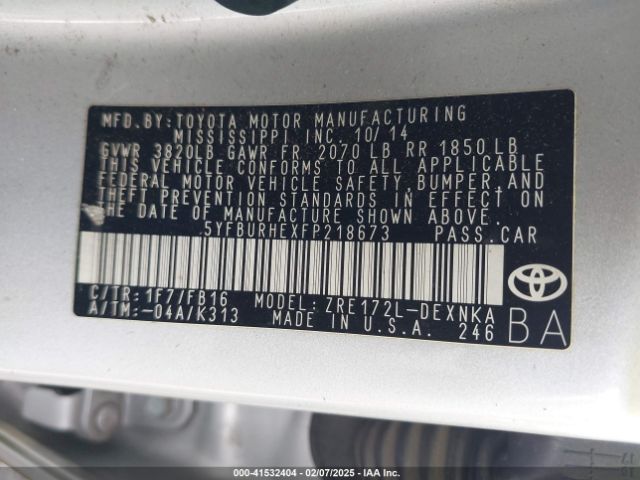 MFD. BY: TOYOTA MOTOR MANUFACTURING
MISSISSIPPI INC. 10/14
GVWR 3820LB GAWR FR 2070 LB RR 1850 LB
THIS VEHICLE CONFORMS TO ALL APPLICABLE
FEDERAL MOTOR VEHICLE SAFETY, BUMPER, AND
THEFT PREVENTION STANDARDS IN EFFECT ON
THE DATE OF MANUFACTURE SHOWN ABOVE.
5YFBURHEXFP218673 PASS. CAR
C/TR: 1F7/FB16 MODEL: ZRE172L-DEXNKA
A/TM: -04A/K313 MADE IN U.S.A. 246
BA
000-41532404 | 02/07/2025 - IAA Inc.